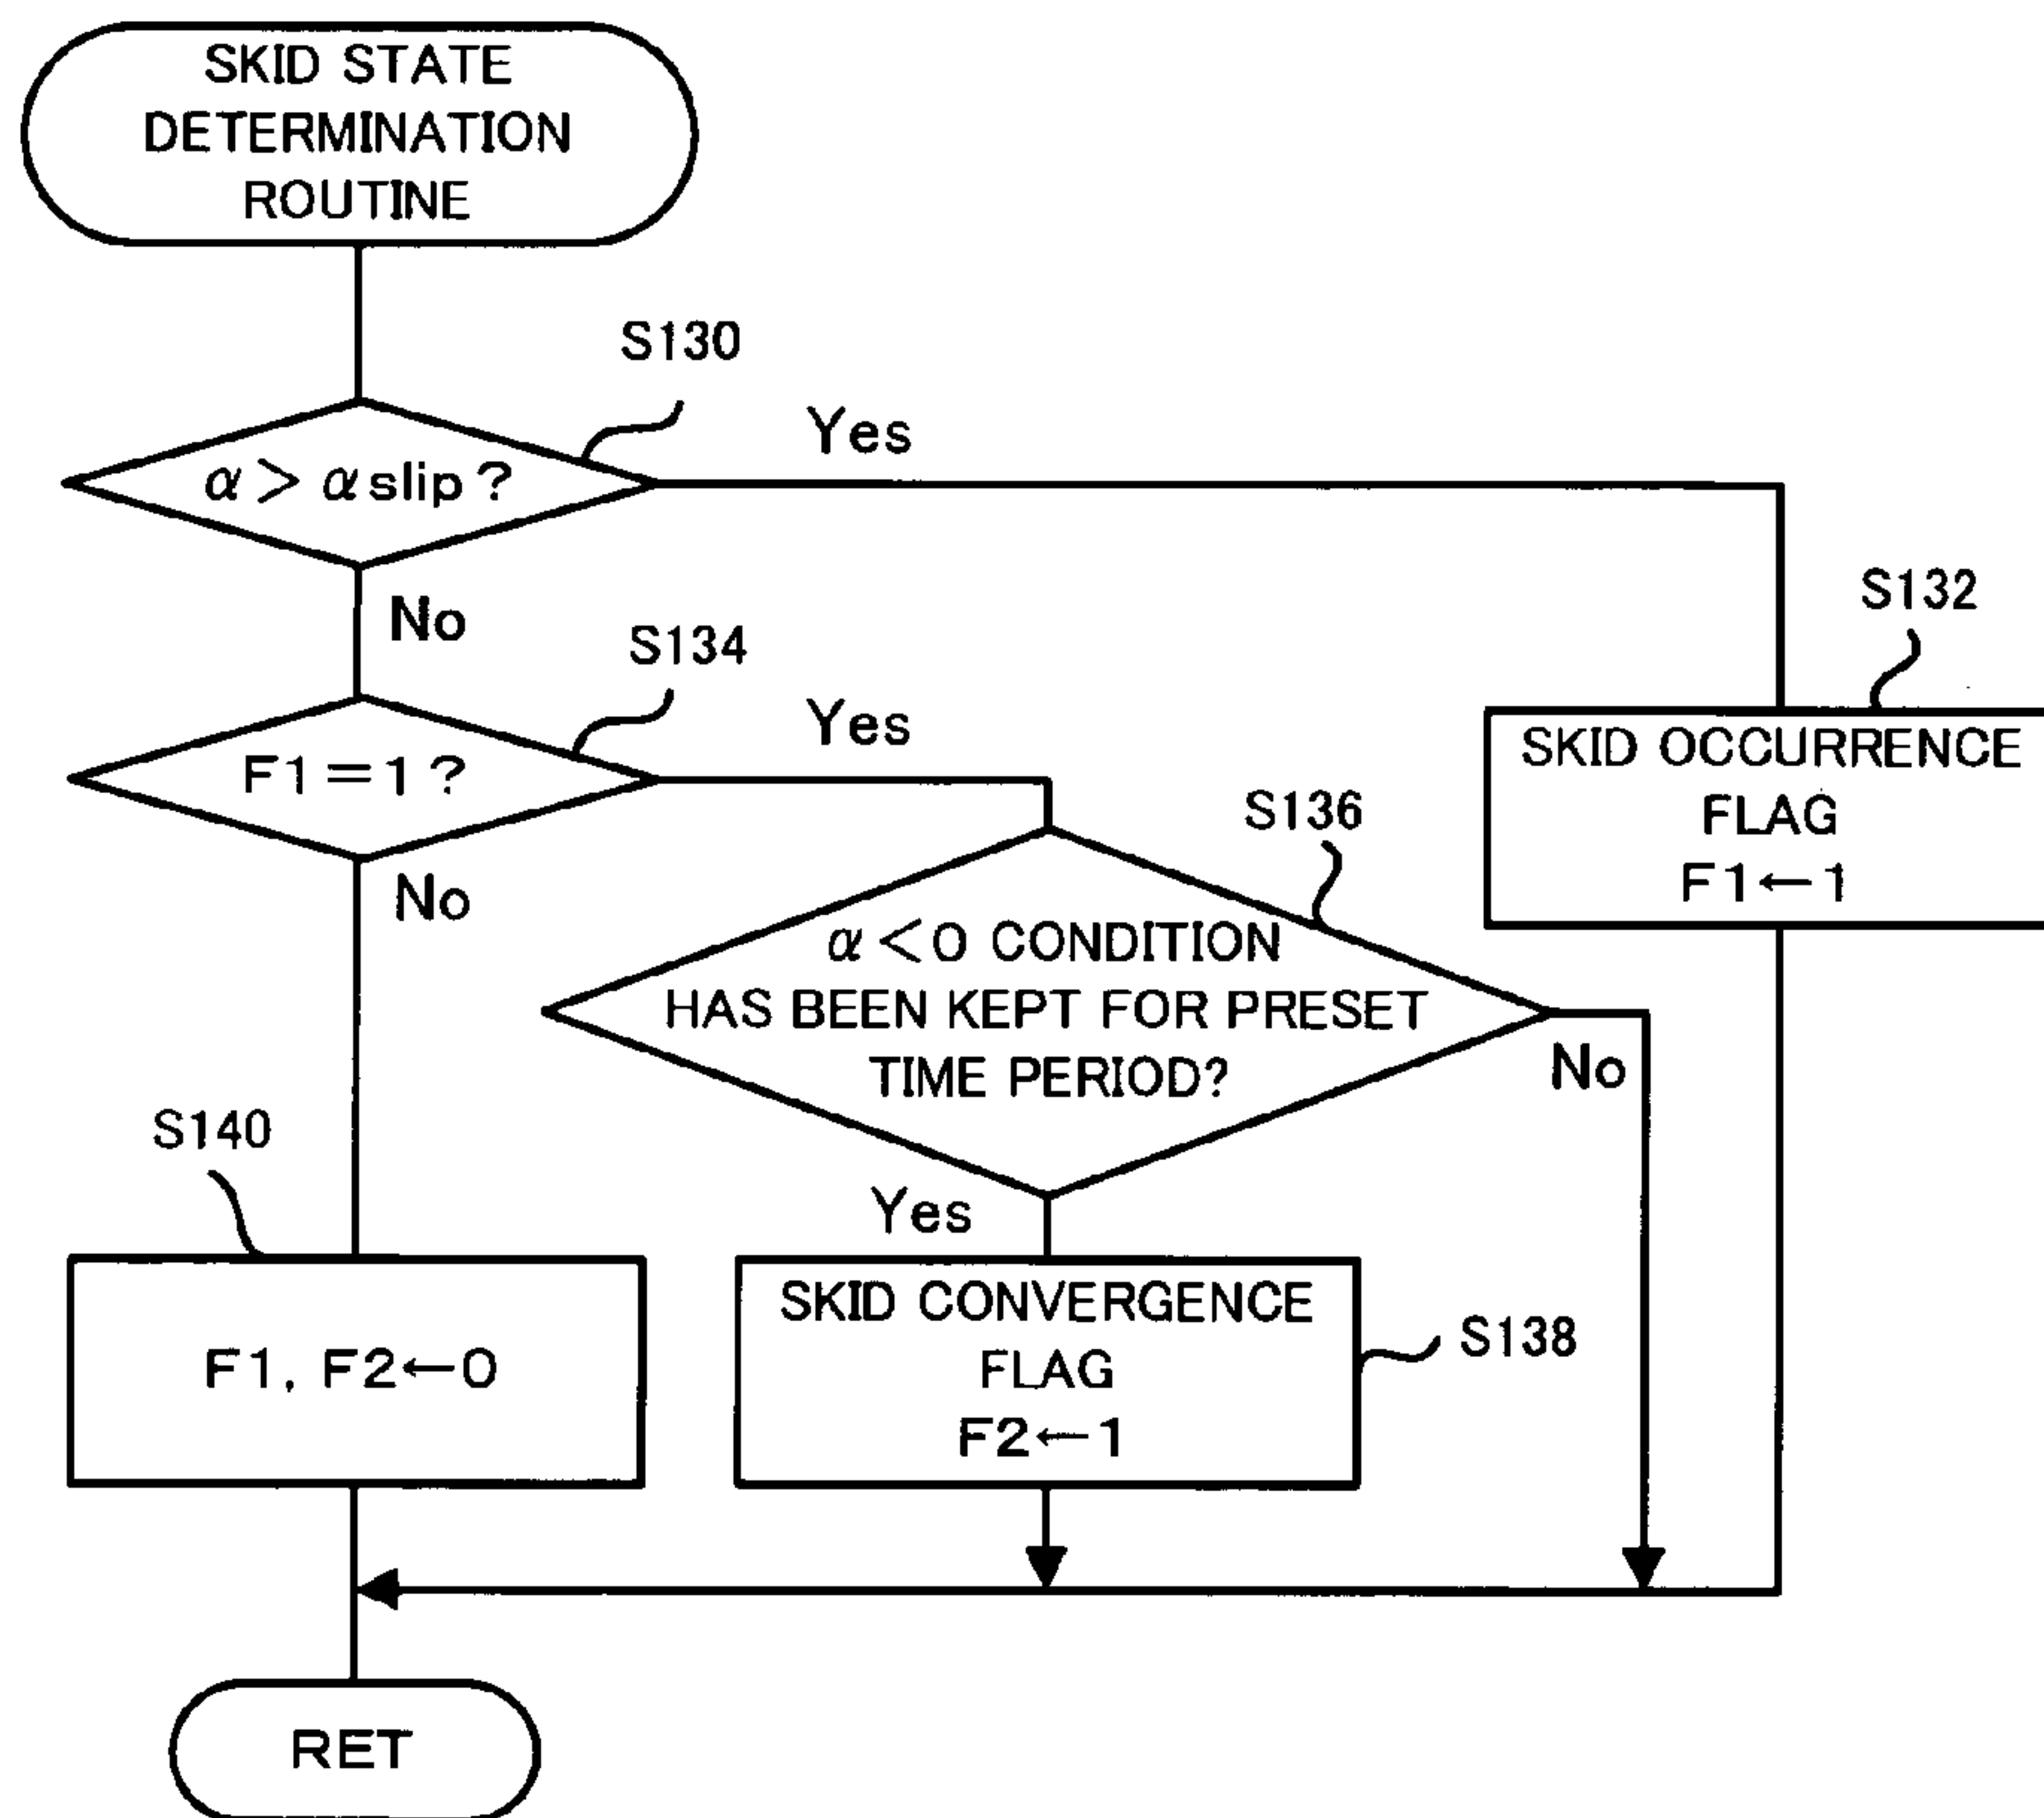 SKID STATE
DETERMINATION
ROUTINE
S130
α > αslip ?
Yes
No
S132
SKID OCCURRENCE
FLAG
F1←1
S134
F1=1?
Yes
No
S136
α<0 CONDITION
HAS BEEN KEPT FOR PRESET
TIME PERIOD?
No
Yes
S140
F1, F2←0
SKID CONVERGENCE
FLAG
F2←1
S138
RET